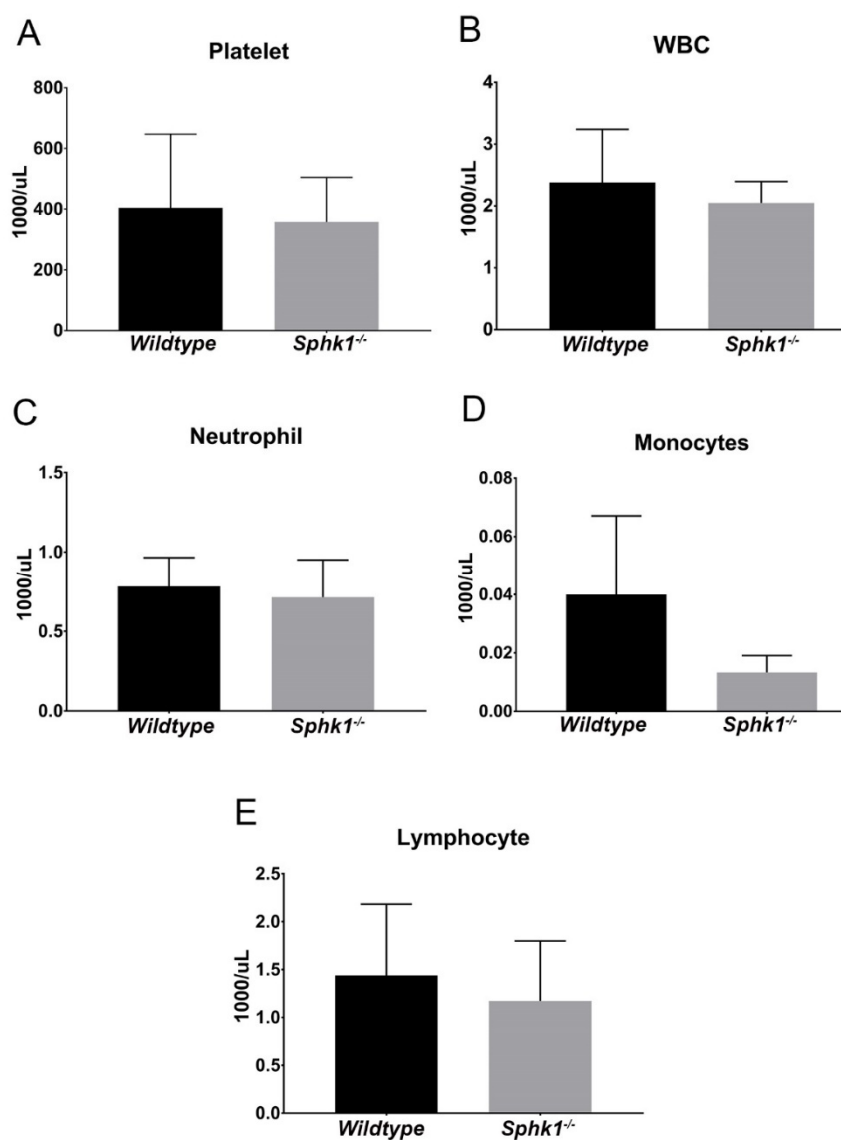 A
Platelet
1000/uL
800
600
400
200
0
Wildtype
Sphk1-/-
B
WBC
1000/uL
4
3
2
1
0
Wildtype
Sphk1-/-
C
Neutrophil
1000/uL
1.5
1.0
0.5
0.0
Wildtype
Sphk1-/-
D
Monocytes
1000/uL
0.08
0.06
0.04
0.02
0.00
Wildtype
Sphk1-/-
E
Lymphocyte
1000/uL
2.5
2.0
1.5
1.0
0.5
0.0
Wildtype
Sphk1-/-